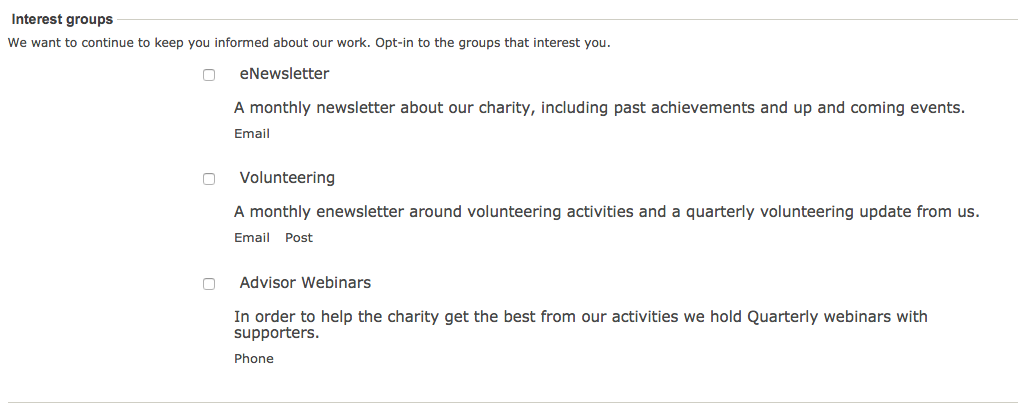 Interest groups
We want to continue to keep you informed about our work. Opt-in to the groups that interest you.
eNewsletter
A monthly newsletter about our charity, including past achievements and up and coming events.
Email
Volunteering
A monthly enewsletter around volunteering activities and a quarterly volunteering update from us.
Email Post
Advisor Webinars
In order to help the charity get the best from our activities we hold Quarterly webinars with
supporters.
Phone